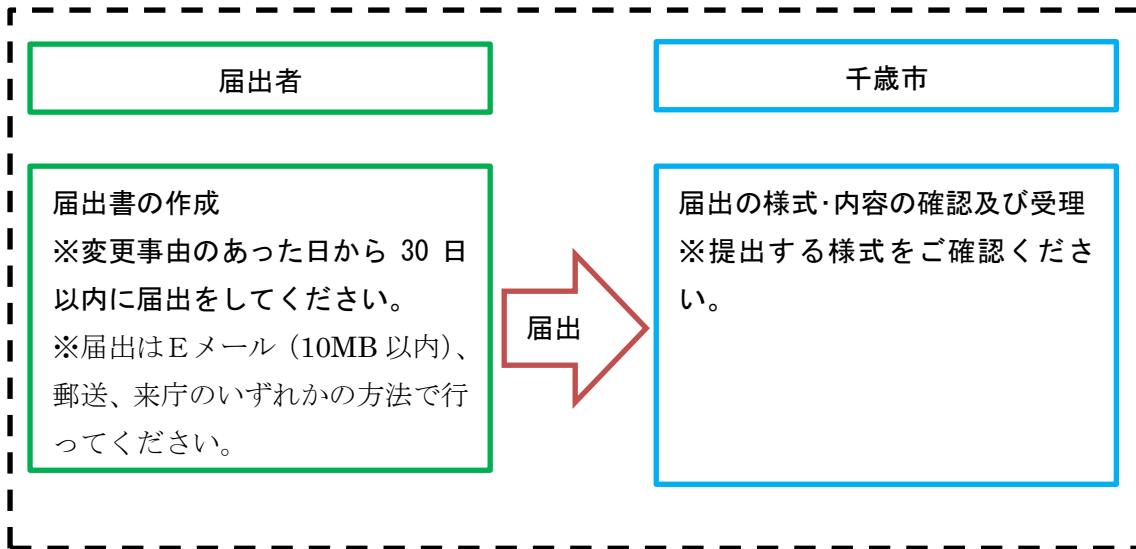 届出者
千歳市
届出書の作成
※変更事由のあった日から 30 日
以内に届出をしてください。
※届出はEメール（10MB 以内）、
郵送、来庁のいずれかの方法で行
ってください。
届出
届出の様式・内容の確認及び受理
※提出する様式をご確認くださ
い。